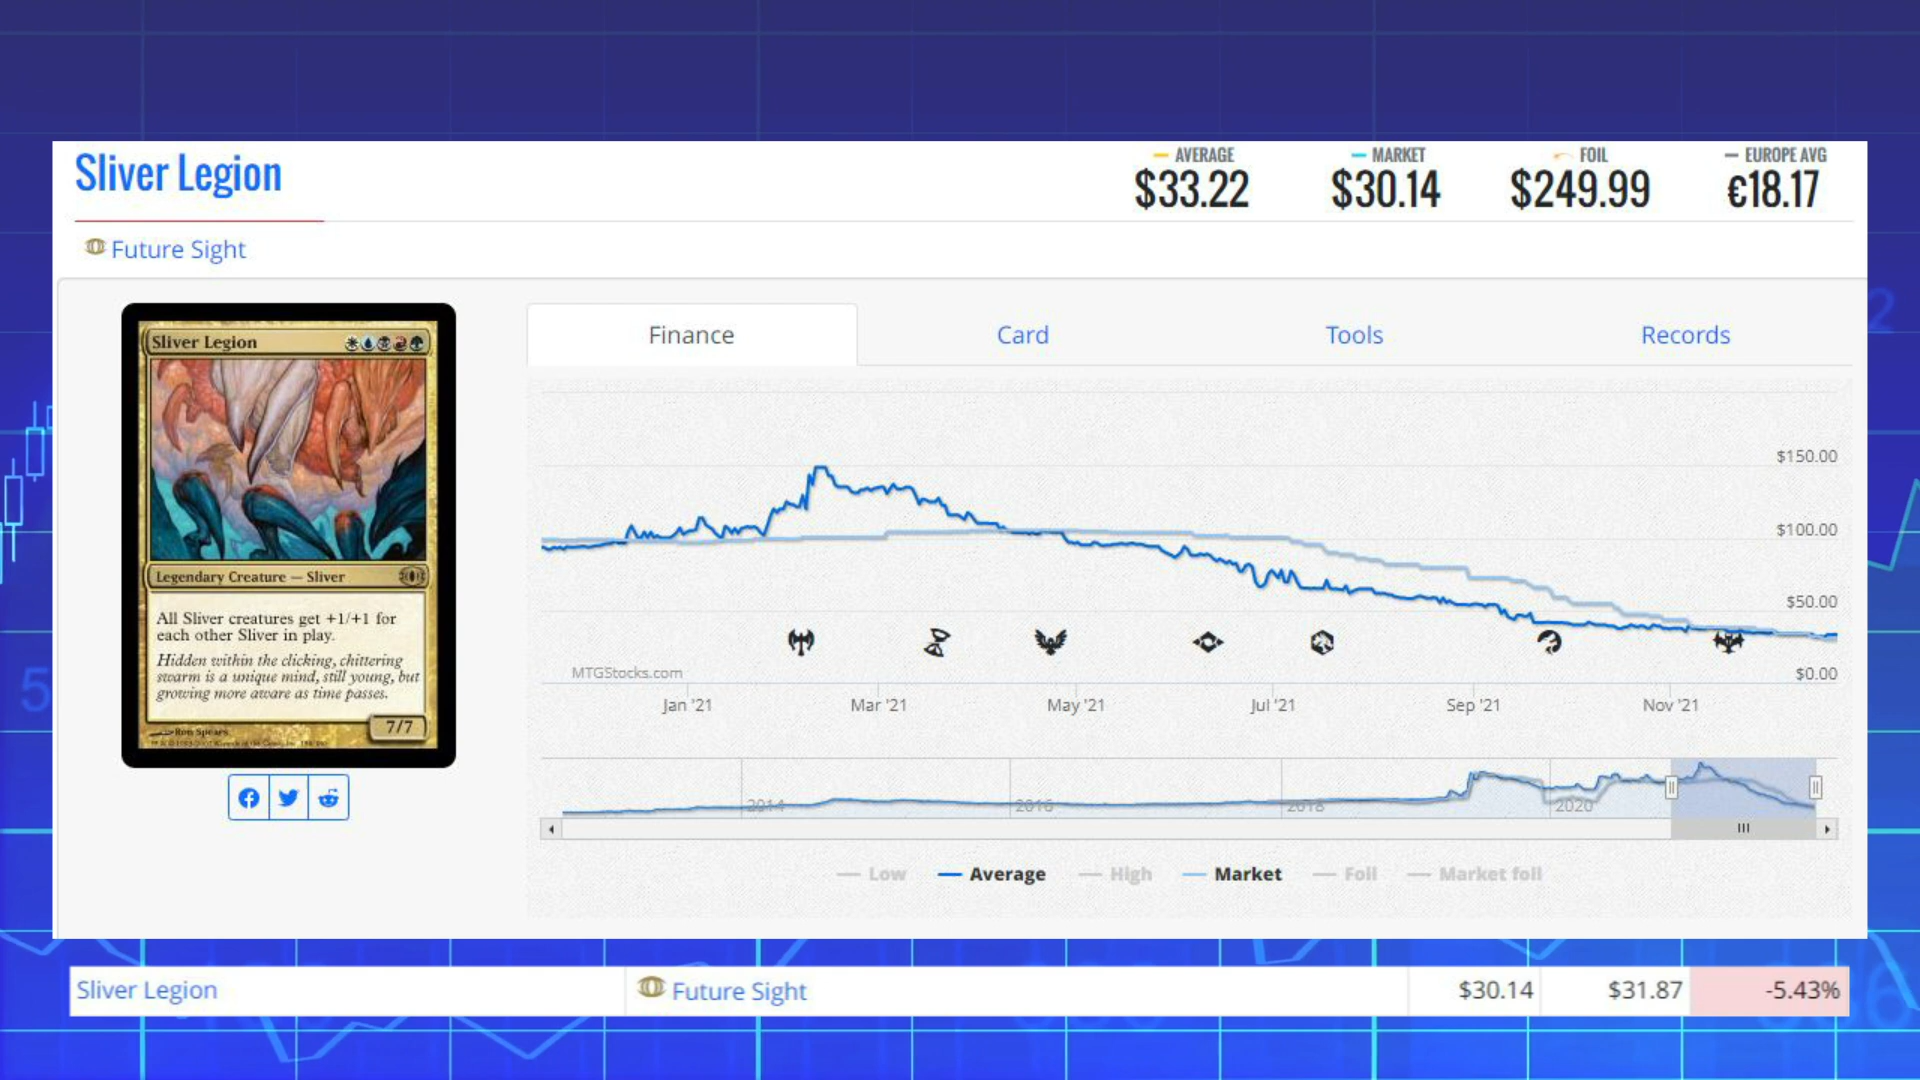 Sliver Legion
AVERAGE
$33.22
MARKET
$30.14
FOIL
$249.99
EUROPE AVG
€18.17
Future Sight
Sliver Legion
Legendary Creature — Sliver
All Sliver creatures get +1/+1 for
each other Sliver in play.
Hidden within the clicking, chittering
swarm is a unique mind, still young, but
growing more aware as time passes.
Ron Spears
7/7
Finance
Card
Tools
Records
$150.00
$100.00
$50.00
$0.00
MTGStocks.com
Jan '21
Mar '21
May '21
Jul '21
Sep '21
Nov '21
2014
2016
2018
2020
Low
Average
High
Market
Foil
Market foil
Sliver Legion
Future Sight
$30.14
$31.87
-5.43%